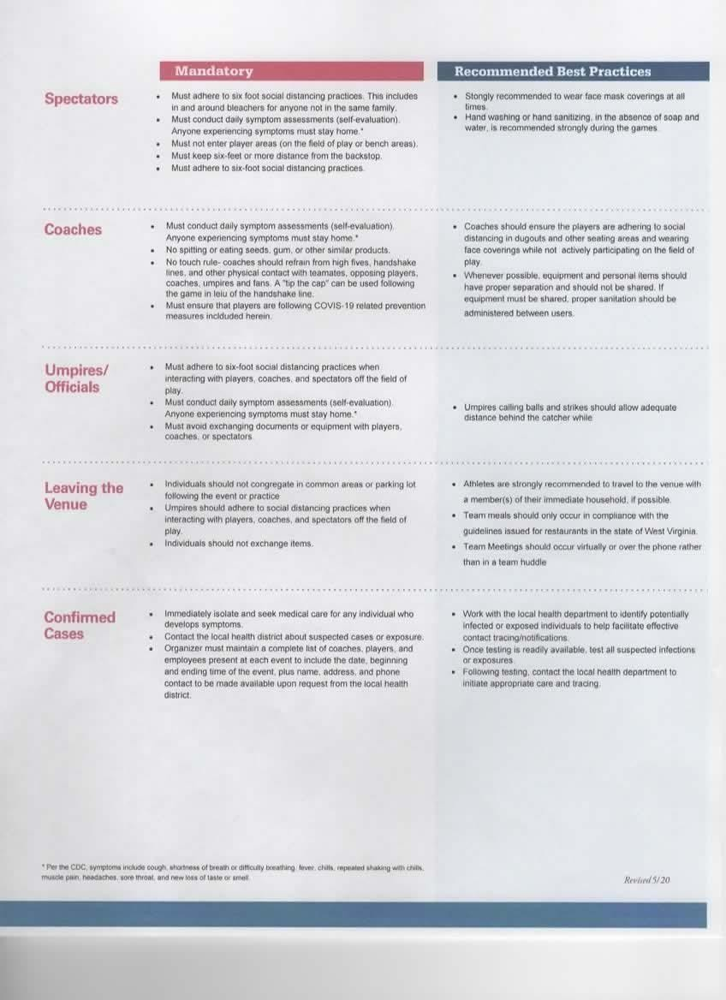 Mandatory
Recommended Best Practices
Spectators
• Must adhere to six foot social distancing practices. This includes
in and around bleachers for anyone not in the same family.
• Must conduct daily symptom assessments (self-evaluation).
Anyone experiencing symptoms must stay home.*
• Must not enter player areas (on the field of play or bench areas).
• Must keep six-feet or more distance from the backstop.
• Must adhere to six-foot social distancing practices.
• Stongly recommended to wear face mask coverings at all
times.
• Hand washing or hand sanitizing, in the absence of soap and
water, is recommended strongly during the games.
Coaches
• Must conduct daily symptom assessments (self-evaluation).
Anyone experiencing symptoms must stay home.*
• No spitting or eating seeds, gum, or other similar products.
• No touch rule- coaches should refrain from high fives, handshake
lines, and other physical contact with teamates, opposing players,
coaches, umpires and fans. A "tip the cap" can be used following
the game in leiu of the handshake line.
• Must ensure that players are following COVIS-19 related prevention
measures inclduded herein.
• Coaches should ensure the players are adhering to social
distancing in dugouts and other seating areas and wearing
face coverings while not actively participating on the field of
play.
• Whenever possible, equipment and personal items should
have proper separation and should not be shared. If
equipment must be shared, proper sanitation should be
administered between users.
Umpires/
Officials
• Must adhere to six-foot social distancing practices when
interacting with players, coaches, and spectators off the field of
play.
• Must conduct daily symptom assessments (self-evaluation).
Anyone experiencing symptoms must stay home.*
• Must avoid exchanging documents or equipment with players,
coaches, or spectators.
• Umpires calling balls and strikes should allow adequate
distance behind the catcher while
Leaving the
Venue
• Individuals should not congregate in common areas or parking lot
following the event or practice
• Umpires should adhere to social distancing practices when
interacting with players, coaches, and spectators off the field of
play.
• Individuals should not exchange items.
• Athletes are strongly recommended to travel to the venue with
a member(s) of their immediate household, if possible.
• Team meals should only occur in compliance with the
guidelines issued for restaurants in the state of West Virginia.
• Team Meetings should occur virtually or over the phone rather
than in a team huddle
Confirmed
Cases
• Immediately isolate and seek medical care for any individual who
develops symptoms.
• Contact the local health district about suspected cases or exposure.
• Organizer must maintain a complete list of coaches, players, and
employees present at each event to include the date, beginning
and ending time of the event, plus name, address, and phone
contact to be made available upon request from the local health
district.
• Work with the local health department to identify potentially
infected or exposed individuals to help facilitate effective
contact tracing/notifications.
• Once testing is readily available, test all suspected infections
or exposures.
• Following testing, contact the local health department to
initiate appropriate care and tracing.
* Per the CDC, symptoms include cough, shortness of breath or difficulty breathing, fever, chills, repeated shaking with chills,
muscle pain, headaches, sore throat, and new loss of taste or smell.
Revised 5/20